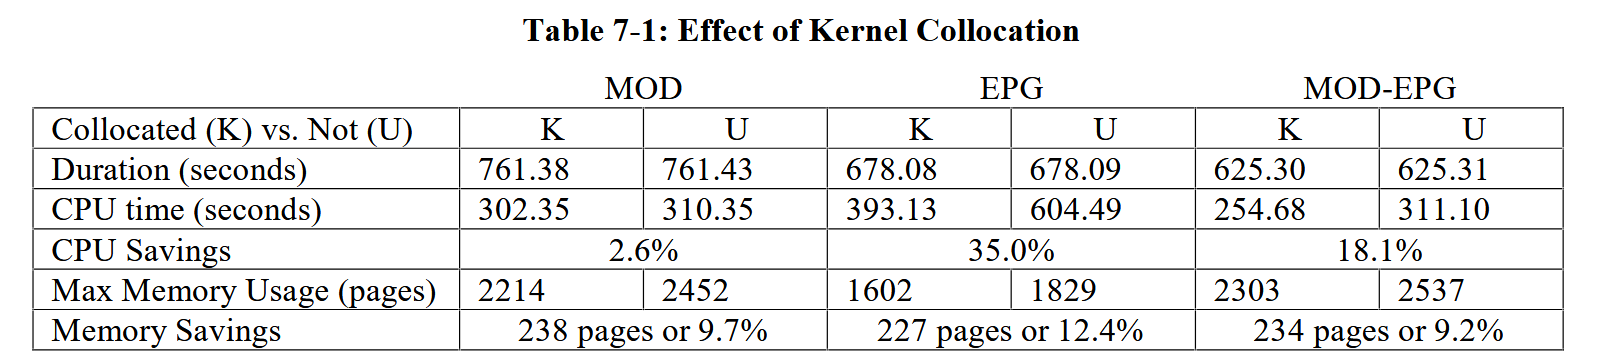 Table 7-1: Effect of Kernel Collocation
MOD EPG MOD-EPG
Collocated (K) vs. Not (U) K U K U K U
Duration (seconds) 761.38 761.43 678.08 678.09 625.30 625.31
CPU time (seconds) 302.35 310.35 393.13 604.49 254.68 311.10
CPU Savings 2.6% 35.0% 18.1%
Max Memory Usage (pages) 2214 2452 1602 1829 2303 2537
Memory Savings 238 pages or 9.7% 227 pages or 12.4% 234 pages or 9.2%